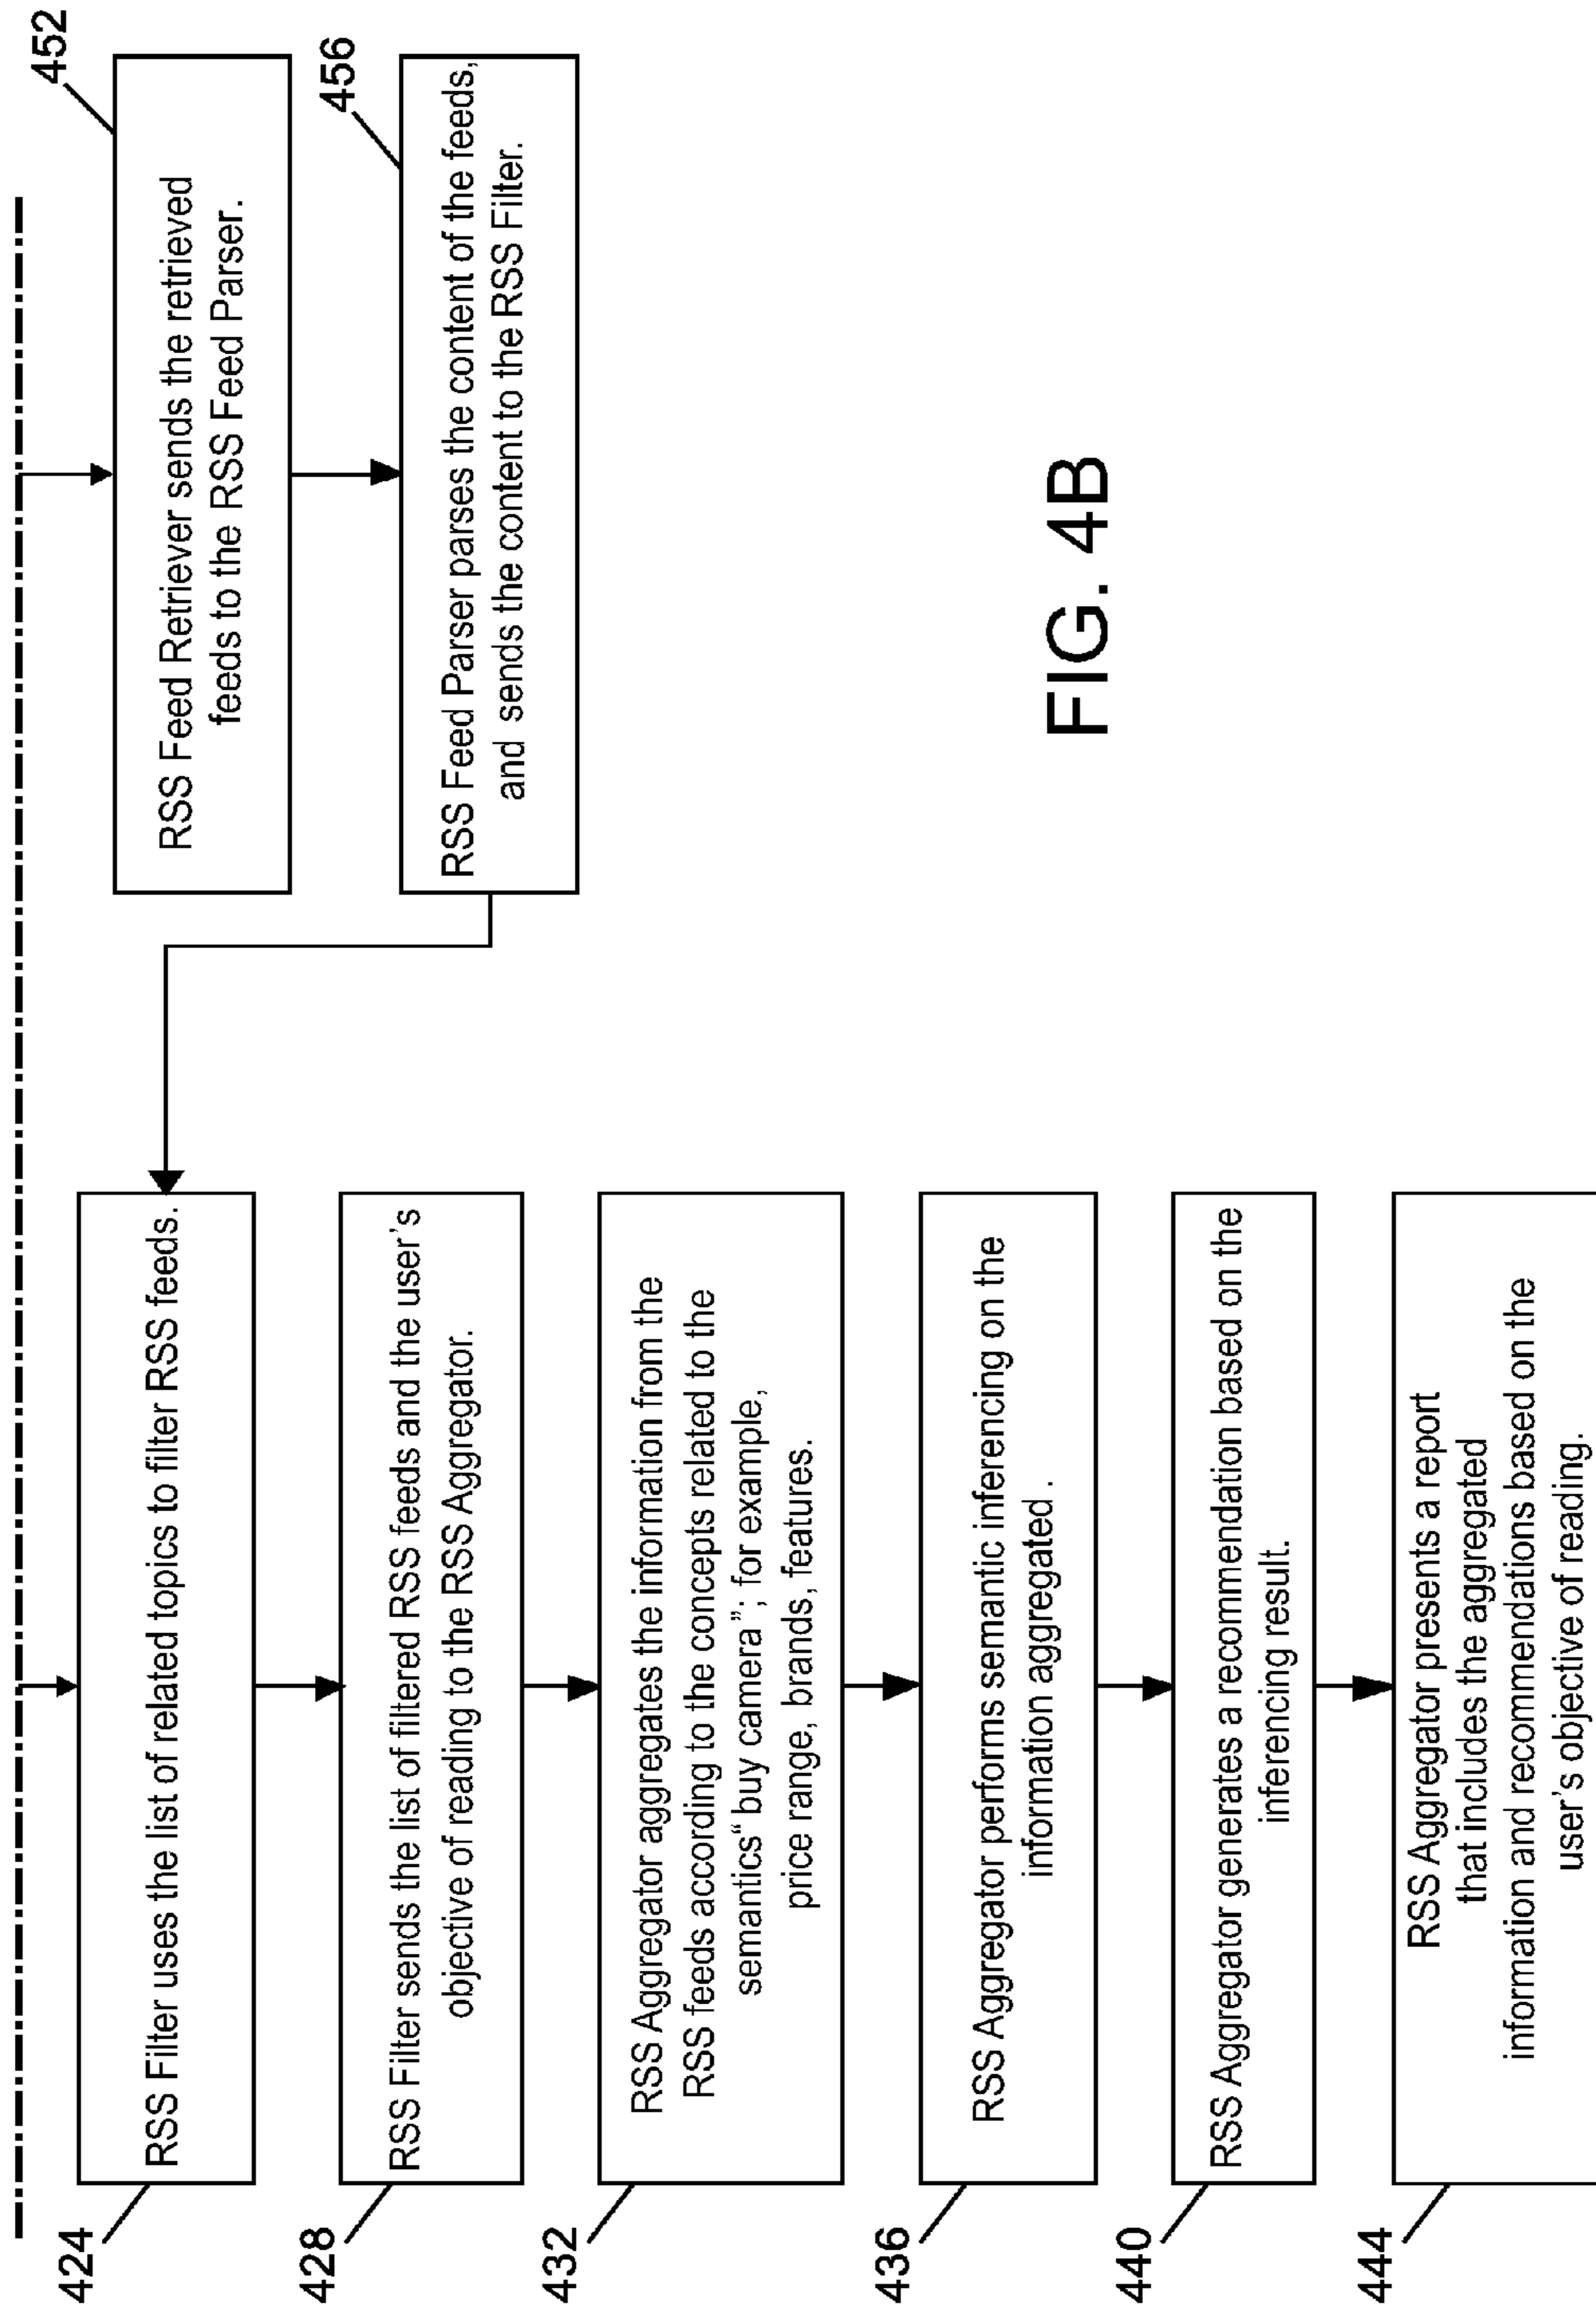 424
RSS Filter uses the list of related topics to filter RSS feeds.
428
RSS Filter sends the list of filtered RSS feeds and the user's
objective of reading to the RSS Aggregator.
432
RSS Aggregator aggregates the information from the
RSS feeds according to the concepts related to the
semantics“ buy camera”; for example,
price range, brands, features.
436
RSS Aggregator performs semantic inferencing on the
information aggregated .
440
RSS Aggregator generates a recommendation based on the
inferencing result.
444
RSS Aggregator presents a report
that includes the aggregated
information and recommendations based on the
user's objective of reading.
452
RSS Feed Retriever sends the retrieved
feeds to the RSS Feed Parser.
456
RSS Feed Parser parses the content of the feeds,
and sends the content to the RSS Filter.
FIG. 4B